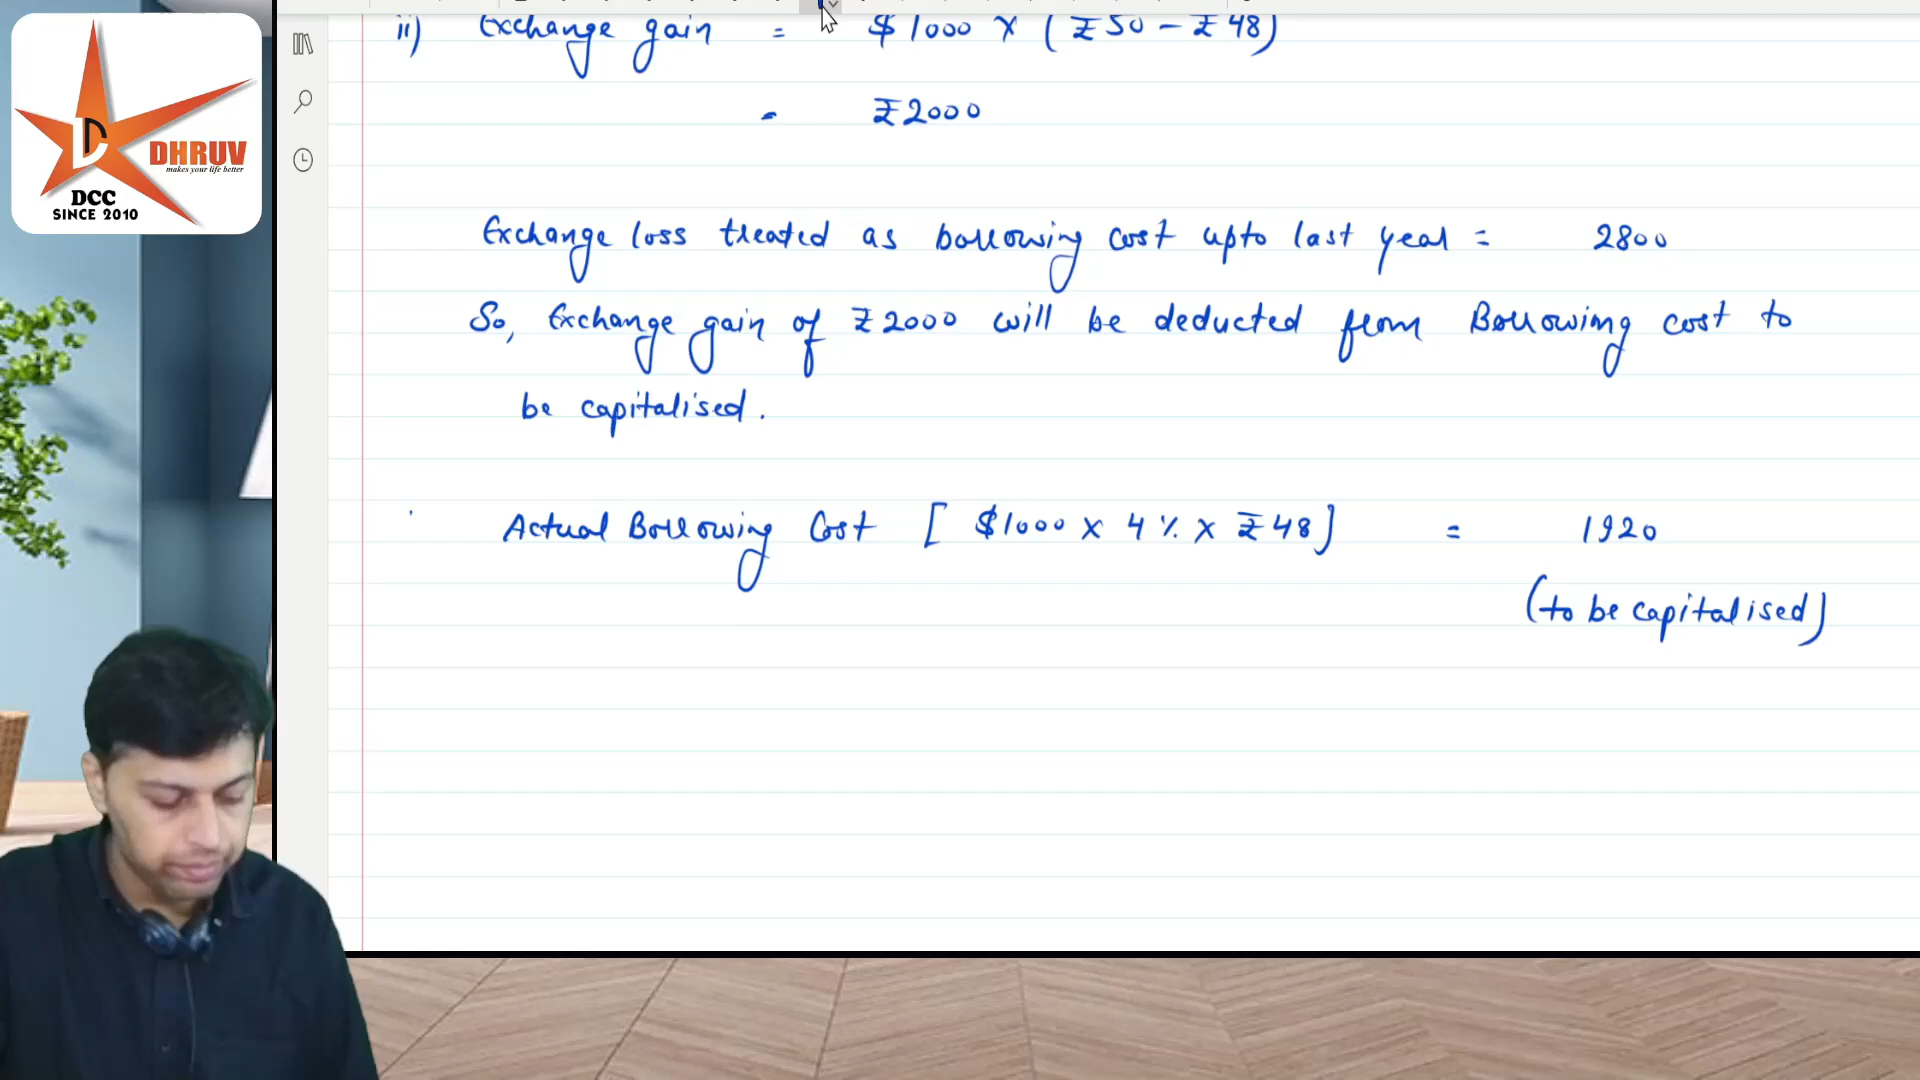 ii) Exchange gain = $1000 X (₹50 - ₹48)
= ₹2000
Exchange loss treated as borrowing cost upto last year = 2800
So, Exchange gain of ₹2000 will be deducted from Borrowing cost to
be capitalised.
Actual Borrowing Cost [$1000 X 4% X ₹48] = 1920
(to be capitalised)
DC
DHRUV
makes your life better
DCC
SINCE 2010